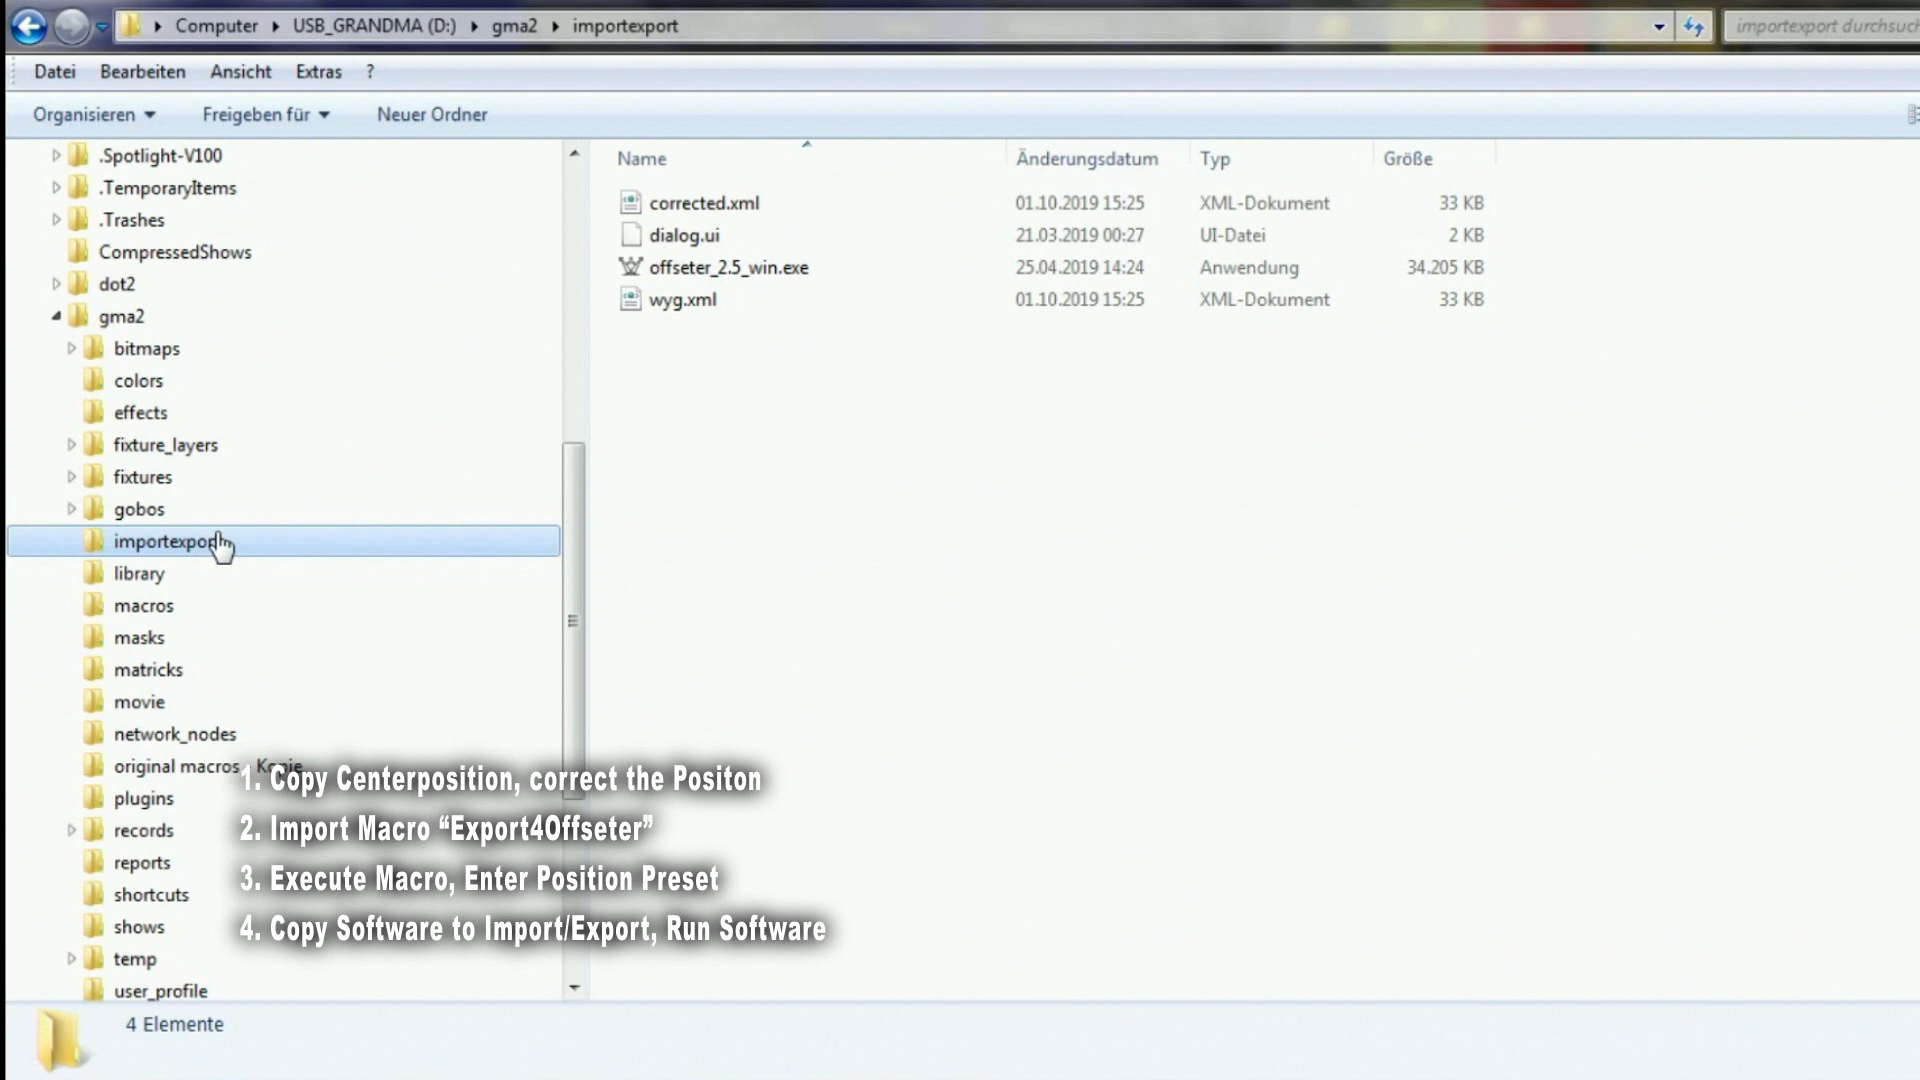 Computer USB_GRANDMA (D:) gma2 importexport
importexport durchsuch
Datei Bearbeiten Ansicht Extras ?
Organisieren Freigeben für Neuer Ordner
.Spotlight-V100
.TemporaryItems
.Trashes
CompressedShows
dot2
gma2
bitmaps
colors
effects
fixture_layers
fixtures
gobos
importexport
library
macros
masks
matricks
movie
network_nodes
original macros - Kopie
plugins
records
reports
shortcuts
shows
temp
user_profile
Name Änderungsdatum Typ Größe
corrected.xml 01.10.2019 15:25 XML-Dokument 33 KB
dialog.ui 21.03.2019 00:27 UI-Datei 2 KB
offseter_2.5_win.exe 25.04.2019 14:24 Anwendung 34.205 KB
wyg.xml 01.10.2019 15:25 XML-Dokument 33 KB
1. Copy Centerposition, correct the Positon
2. Import Macro “Export4Offseter”
3. Execute Macro, Enter Position Preset
4. Copy Software to Import/Export, Run Software
4 Elemente